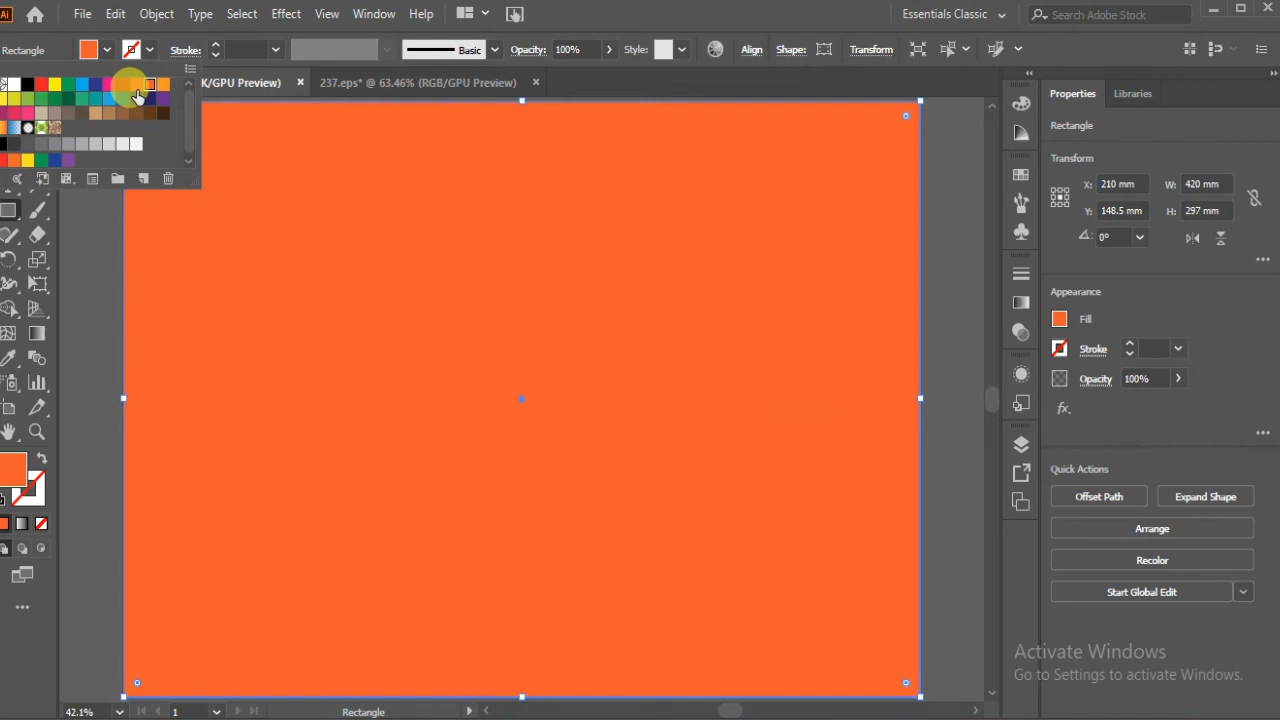 Ai File Edit Object Type Select Effect View Window Help Essentials Classic Search Adobe Stock
Rectangle Stroke: Basic Opacity: 100% Style: Align Shape: Transform
K/GPU Preview) × 237.eps* @ 63.46% (RGB/GPU Preview) ×
Properties Libraries
Rectangle
Transform
X: 210 mm W: 420 mm
Y: 148.5 mm H: 297 mm
0°
Appearance
Fill
Stroke
Opacity 100%
fx.
Quick Actions
Offset Path Expand Shape
Arrange
Recolor
Start Global Edit
Activate Windows
Go to Settings to activate Windows.
42.1% 1 Rectangle